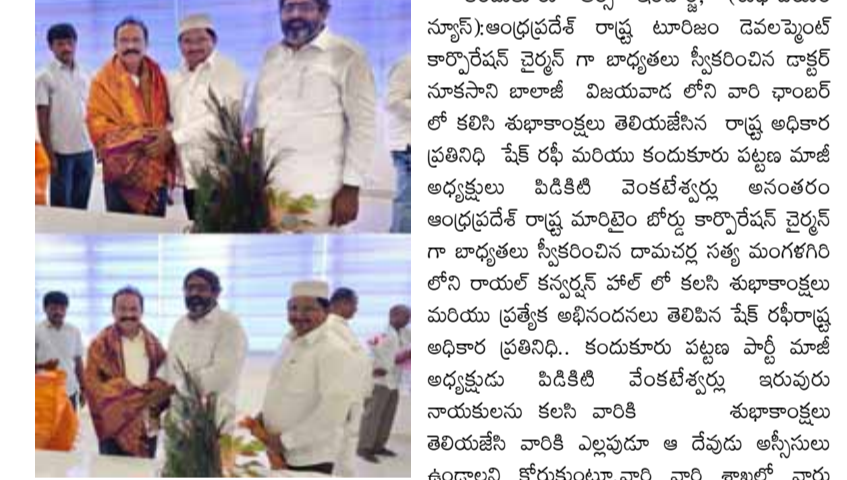 న్యూస్):ఆంధ్రప్రదేశ్ రాష్ట్ర టూరిజం డెవలప్మెంట్
కార్పొరేషన్ చైర్మన్ గా బాధ్యతలు స్వీకరించిన డాక్టర్
నూకసాని బాలాజీ విజయవాడ లోని వారి ఛాంబర్
లో కలిసి శుభాకాంక్షలు తెలియజేసిన రాష్ట్ర అధికార
ప్రతినిధి షేక్ రఫీ మరియు కందుకూరు పట్టణ మాజీ
అధ్యక్షులు పిడికిటి వెంకటేశ్వర్లు అనంతరం
ఆంధ్రప్రదేశ్ రాష్ట్ర మారిటైం బోర్డు కార్పొరేషన్ చైర్మన్
గా బాధ్యతలు స్వీకరించిన దామచర్ల సత్య మంగళగిరి
లోని రాయల్ కన్వర్షన్ హాల్ లో కలసి శుభాకాంక్షలు
మరియు ప్రత్యేక అభినందనలు తెలిపిన షేక్ రఫీరాష్ట్ర
అధికార ప్రతినిధి.. కందుకూరు పట్టణ పార్టీ మాజీ
అధ్యక్షుడు పిడికిటి వేంకటేశ్వర్లు ఇరువురు
నాయకులను కలసి వారికి శుభాకాంక్షలు
తెలియజేసి వారికి ఎల్లపుడూ ఆ దేవుడు అస్సీసులు
ఉండాలని కోరుకుంటూ వారి వారి శాఖల్లో వారు